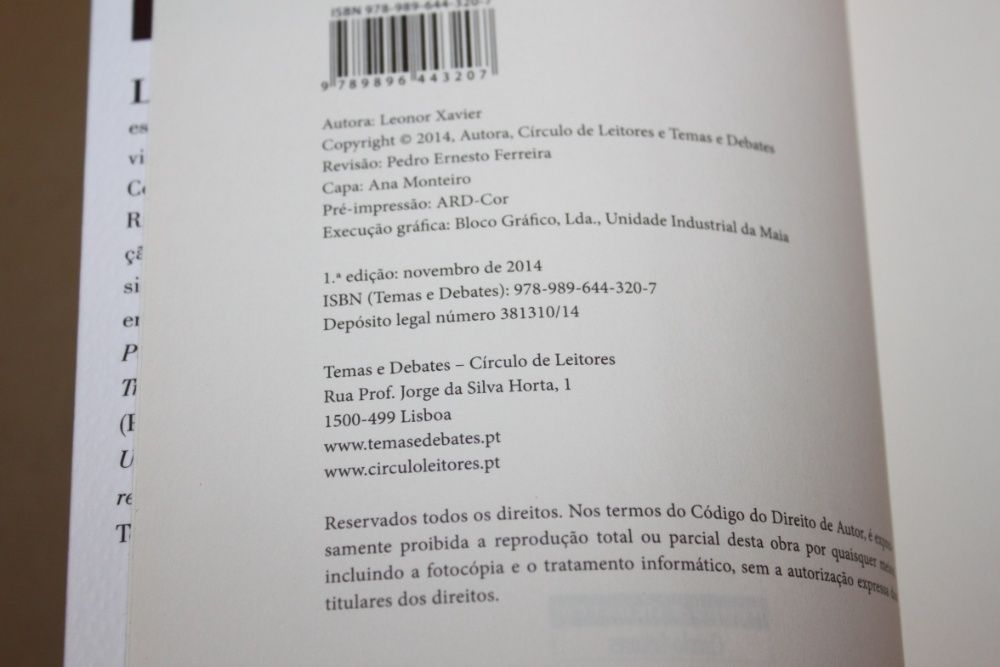 ISBN 978-989-644-320-7
9 789896 443207
Autora: Leonor Xavier
Copyright © 2014, Autora, Círculo de Leitores e Temas e Debates
Revisão: Pedro Ernesto Ferreira
Capa: Ana Monteiro
Pré-impressão: ARD-Cor
Execução gráfica: Bloco Gráfico, Lda., Unidade Industrial da Maia
1.ª edição: novembro de 2014
ISBN (Temas e Debates): 978-989-644-320-7
Depósito legal número 381310/14
Temas e Debates – Círculo de Leitores
Rua Prof. Jorge da Silva Horta, 1
1500-499 Lisboa
www.temasedebates.pt
www.circuloleitores.pt
Reservados todos os direitos. Nos termos do Código do Direito de Autor, é
samente proibida a reprodução total ou parcial desta obra por quaisquer
incluindo a fotocópia e o tratamento informático, sem a autorização expressa
titulares dos direitos.